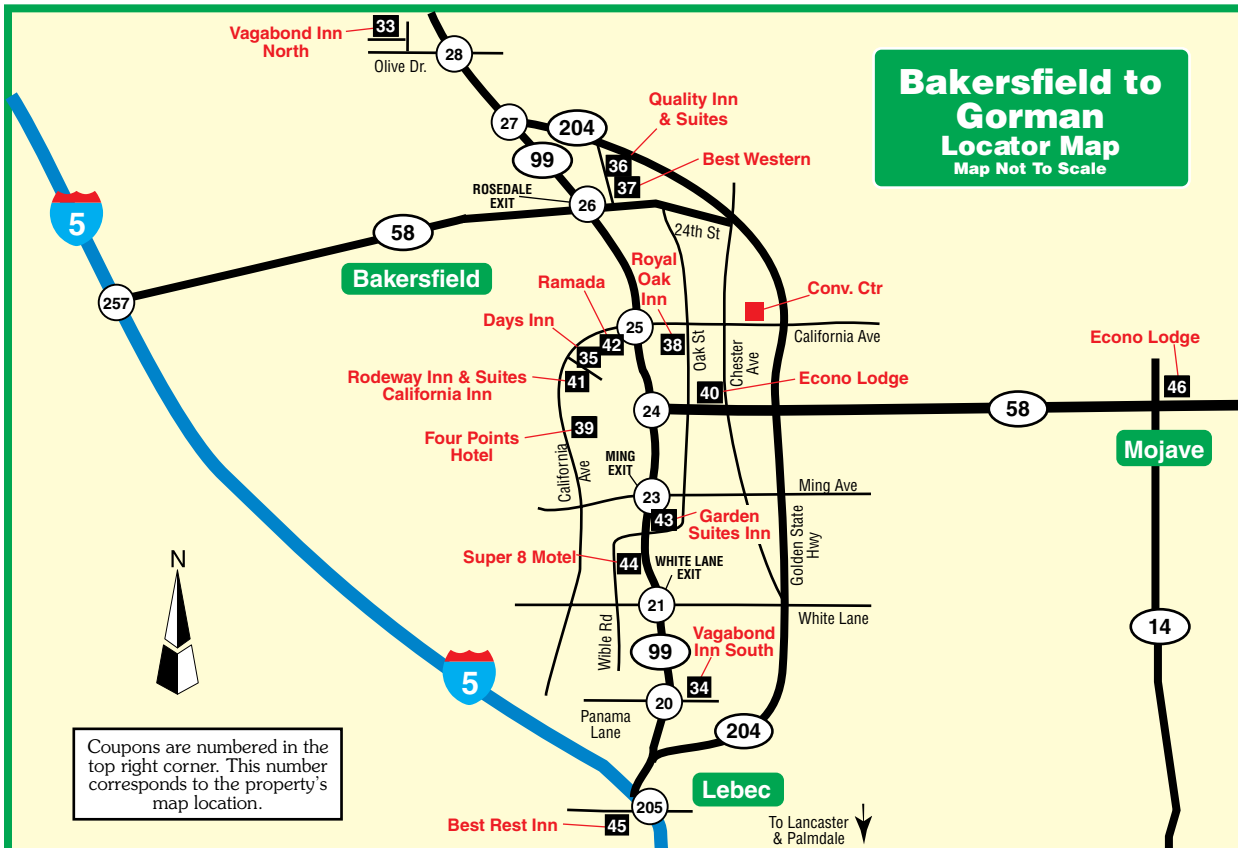 Vagabond Inn
North
33
28
Olive Dr.
Bakersfield to
Gorman
Locator Map
Map Not To Scale
27
204
99
Quality Inn
& Suites
36
37
Best Western
ROSEDALE
EXIT
26
5
58
24th St
Bakersfield
257
Royal
Oak
Inn
Ramada
Days Inn
42
35
41
25
38
Conv. Ctr
California Ave
Oak St
Chester
Ave
Rodeway Inn & Suites
California Inn
40
Econo Lodge
24
58
Econo Lodge
46
Mojave
Four Points
Hotel
39
California
Ave
MING
EXIT
23
Ming Ave
43
Garden
Suites Inn
Golden State
Hwy
Super 8 Motel
44
WHITE LANE
EXIT
21
White Lane
Wible Rd
99
Vagabond
Inn South
34
14
N
5
20
Panama
Lane
204
Coupons are numbered in the
top right corner. This number
corresponds to the property's
map location.
Lebec
205
Best Rest Inn
45
To Lancaster
& Palmdale